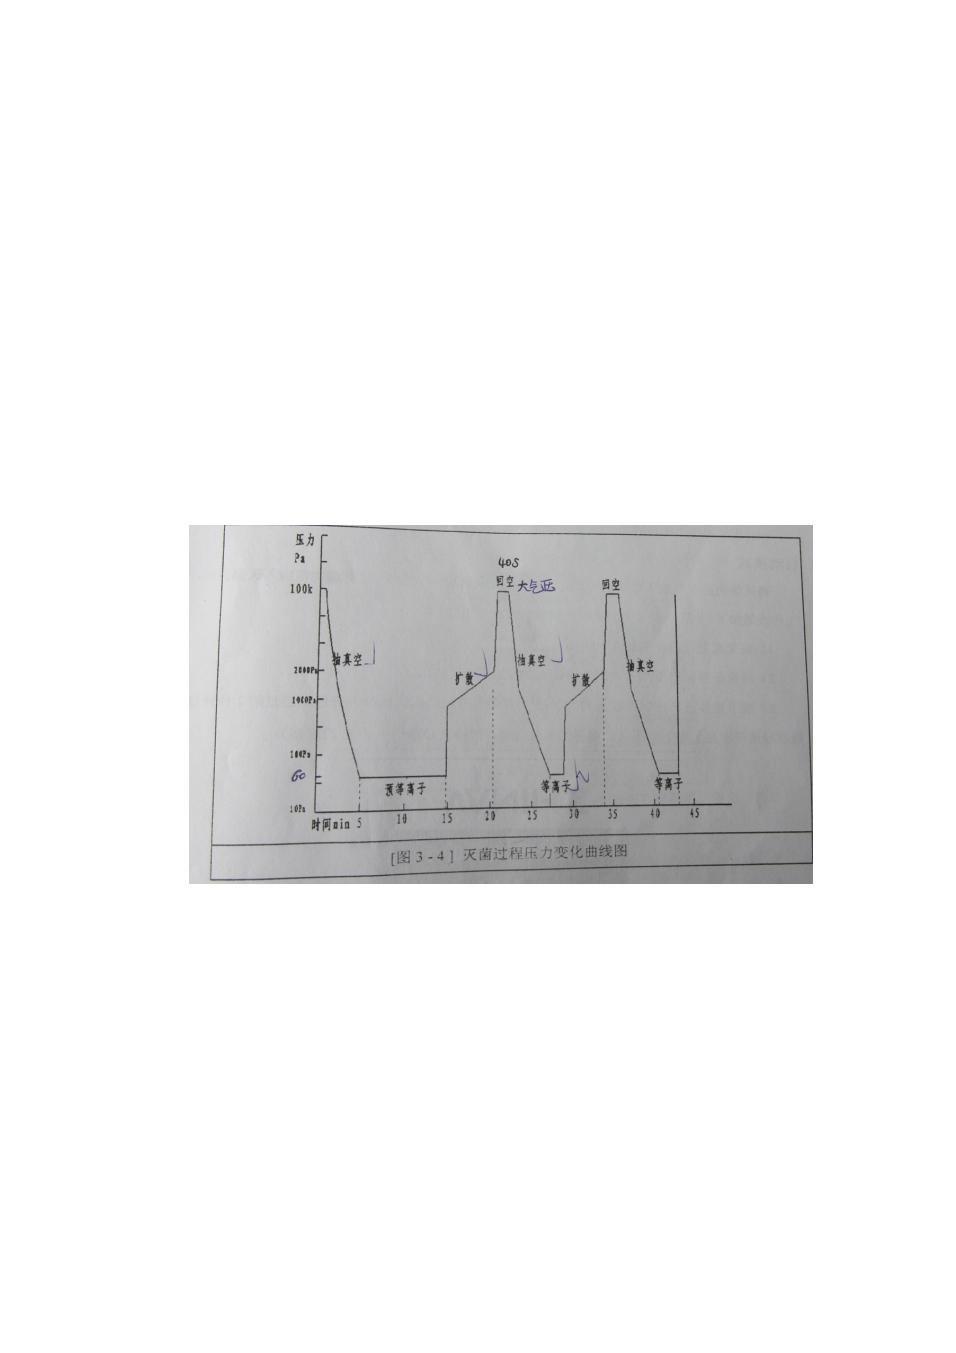 压力
Pa
40S
100k
回空 大气压
回空
抽真空
抽真空
抽真空
2000Pa
扩散
扩散
1000Pa
100Pa
60
预等离子
等离子
等离子
10Pa
时间min 5 10 15 20 25 30 35 40 45
[图 3 - 4 ] 灭菌过程压力变化曲线图